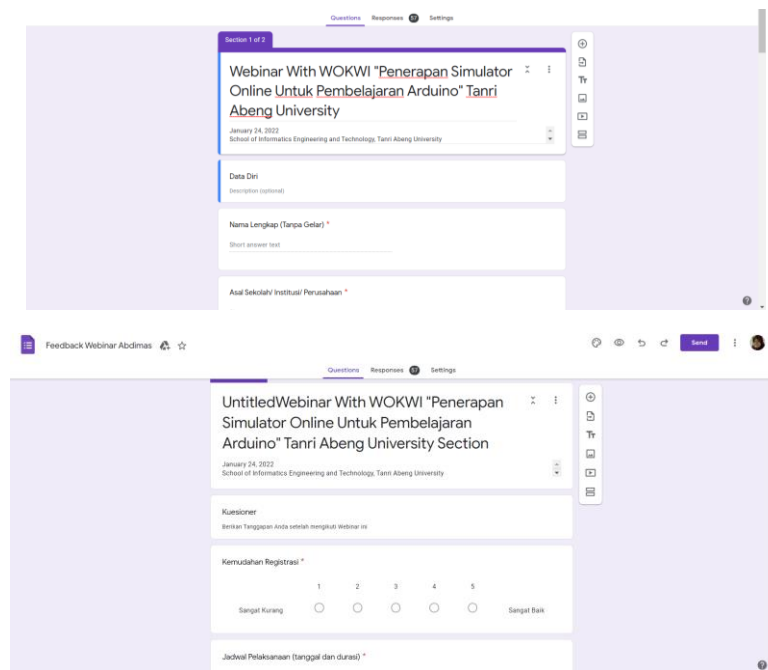 Questions Responses 57 Settings
Section 1 of 2
Webinar With WOKWI "Penerapan Simulator
Online Untuk Pembelajaran Arduino" Tanri
Abeng University
January 24, 2022
School of Informatics Engineering and Technology, Tanri Abeng University
Data Diri
Description (optional)
Nama Lengkap (Tanpa Gelar) *
Short answer text
Asal Sekolah/ Institusi/ Perusahaan *
Feedback Webinar Abdimas
Send
Questions Responses 57 Settings
UntitledWebinar With WOKWI "Penerapan
Simulator Online Untuk Pembelajaran
Arduino" Tanri Abeng University Section
January 24, 2022
School of Informatics Engineering and Technology, Tanri Abeng University
Kuesioner
Berikan Tanggapan Anda setelah mengikuti Webinar ini
Kemudahan Registrasi *
1 2 3 4 5
Sangat Kurang Sangat Baik
Jadwal Pelaksanaan (tanggal dan durasi) *